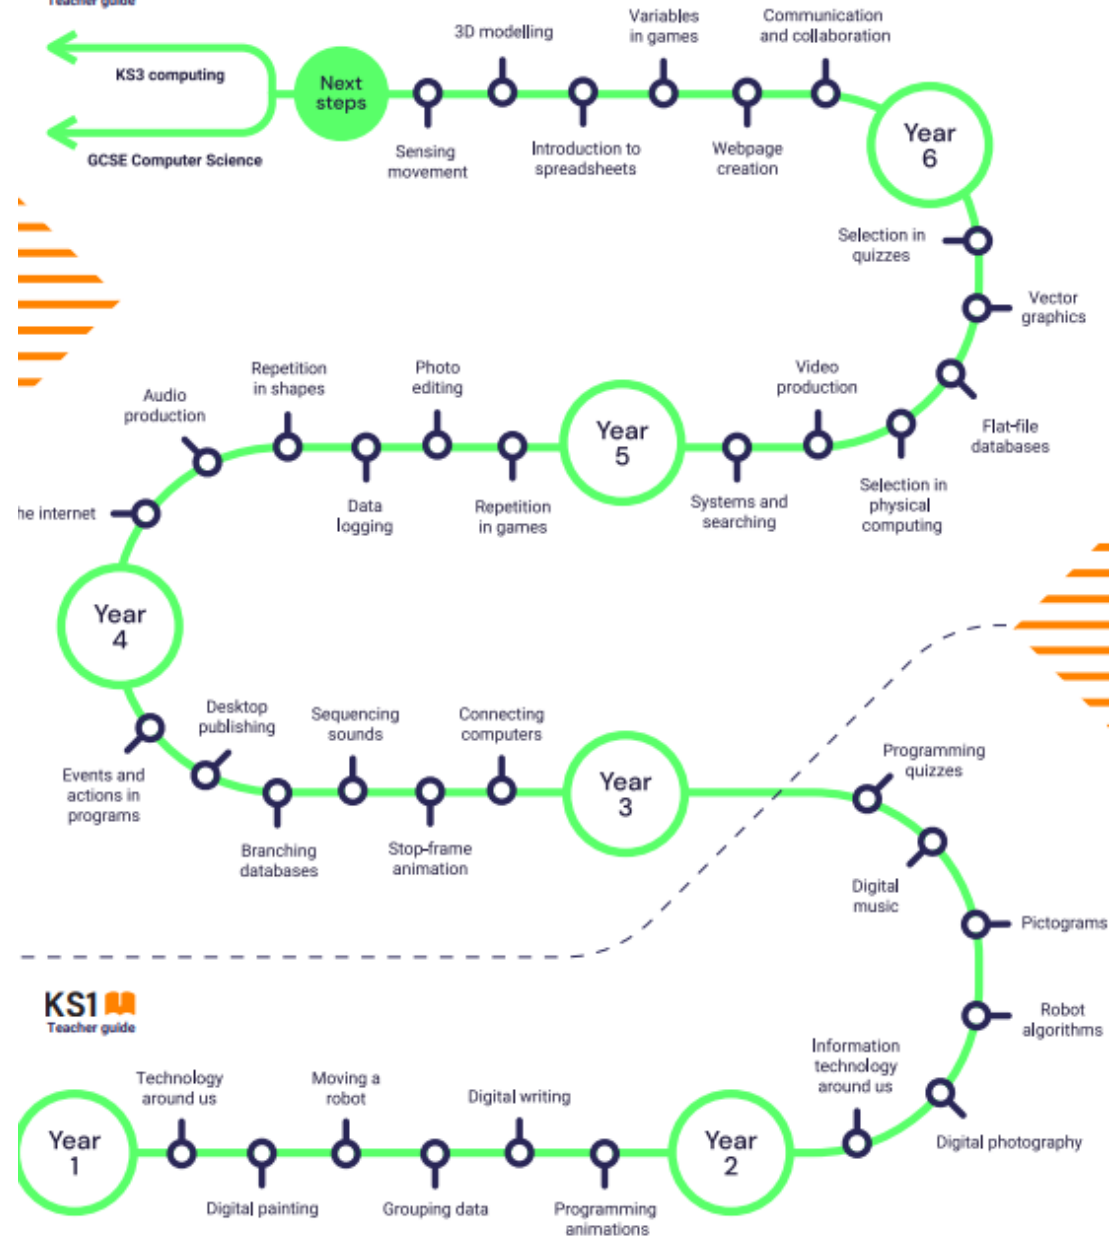 Teacher guide
KS3 computing
GCSE Computer Science
Next
steps
Sensing
movement
3D modelling
Introduction to
spreadsheets
Variables
in games
Webpage
creation
Communication
and collaboration
Year
6
Selection in
quizzes
Vector
graphics
Flat-file
databases
Selection in
physical
computing
Video
production
Systems and
searching
Year
5
Repetition
in games
Photo
editing
Data
logging
Repetition
in shapes
Audio
production
he internet
Year
4
Events and
actions in
programs
Desktop
publishing
Branching
databases
Sequencing
sounds
Stop-frame
animation
Connecting
computers
Year
3
Programming
quizzes
Digital
music
Pictograms
Robot
algorithms
Digital photography
Information
technology
around us
KS1
Teacher guide
Year
1
Technology
around us
Digital painting
Moving a
robot
Grouping data
Digital writing
Programming
animations
Year
2